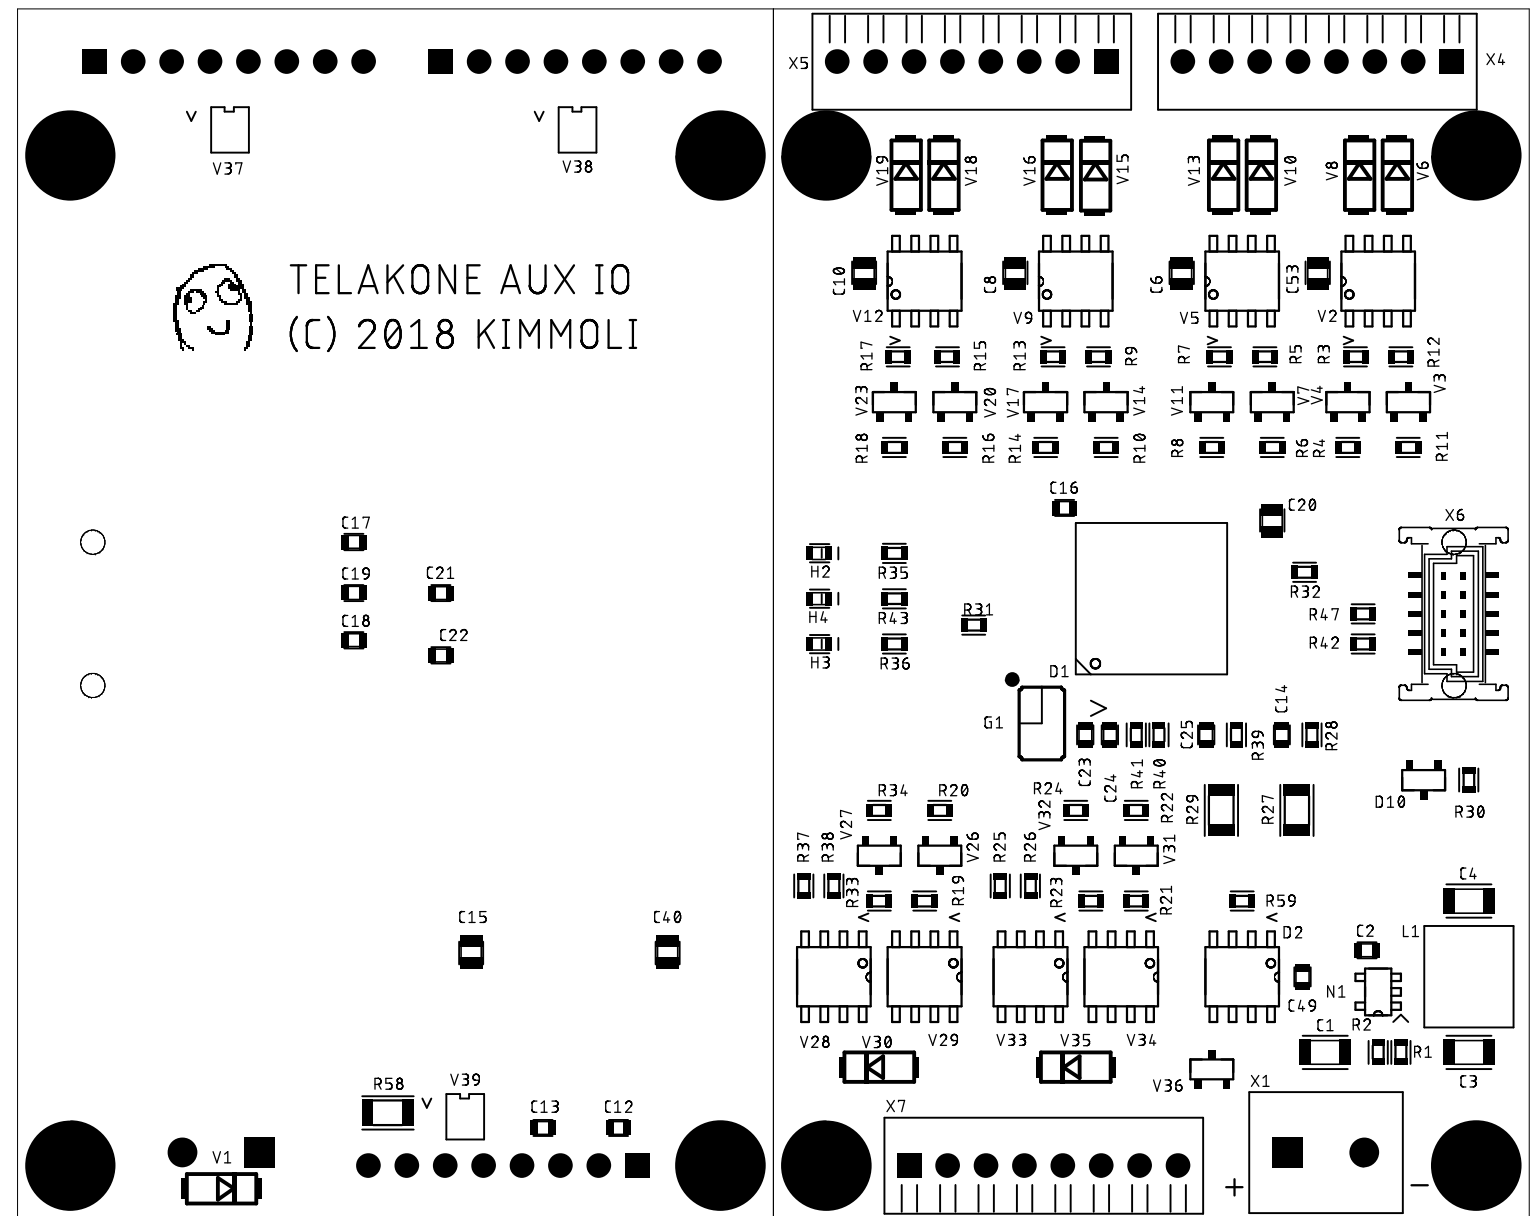 X5
X4
V37
V38
V19
V18
V16
V15
V13
V10
V8
V6
TELAKONE AUX IO
(C) 2018 KIMMOLI
C10
C8
C6
C53
V12
V9
V5
V2
R17
R15
R13
R9
R7
R5
R3
R12
V23
V20
V17
V14
V11
V7
V4
V3
R18
R16
R14
R10
R8
R6
R4
R11
C16
C20
X6
C17
C19
C21
C18
C22
H2
R35
R32
H4
R43
R31
R47
H3
R36
R42
D1
G1
C14
C23
C24
R41
R40
C25
R39
R28
R34
R20
R24
R22
R29
R27
D10
R30
V27
V26
V32
V31
R37
R38
R25
R26
R33
R19
R23
R21
R59
C4
C15
C40
D2
C2
L1
N1
C49
V28
V30
V29
V33
V35
V34
C1
R2
R1
C3
R58
V39
V36
X1
C13
C12
X7
V1
+
−